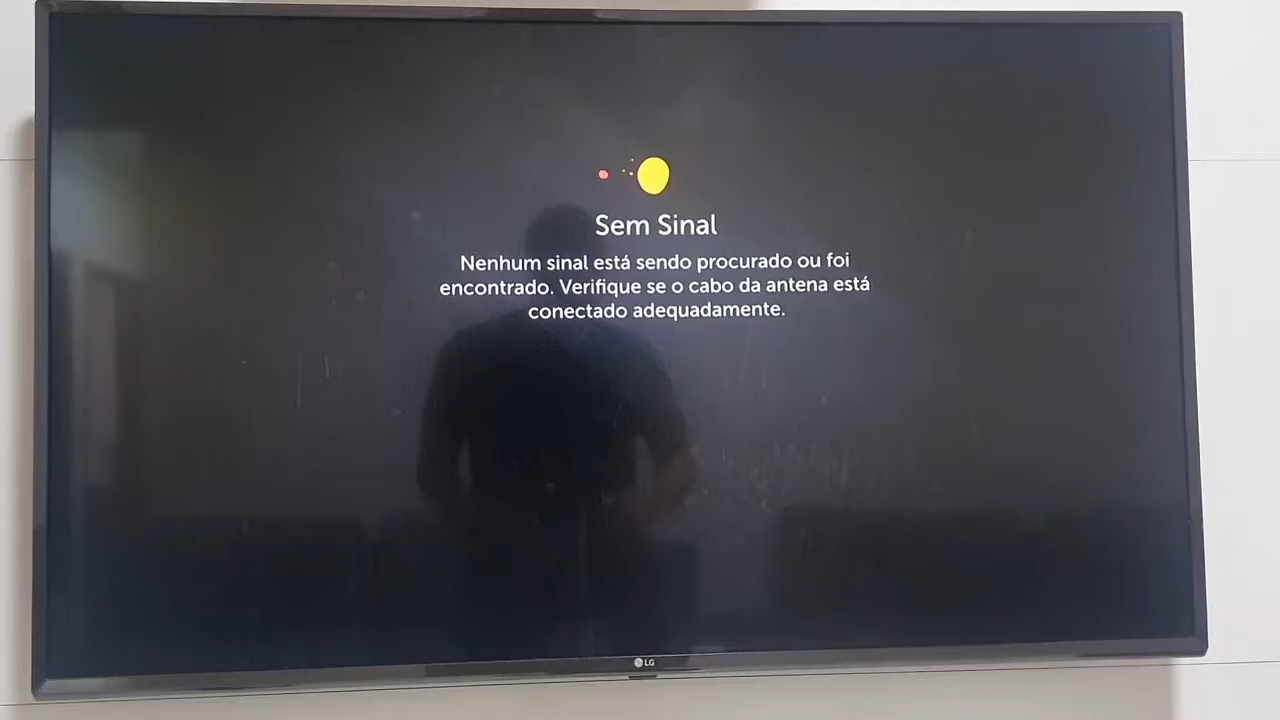 Sem Sinal
Nenhum sinal está sendo procurado ou foi
encontrado. Verifique se o cabo da antena está
conectado adequadamente.
LG